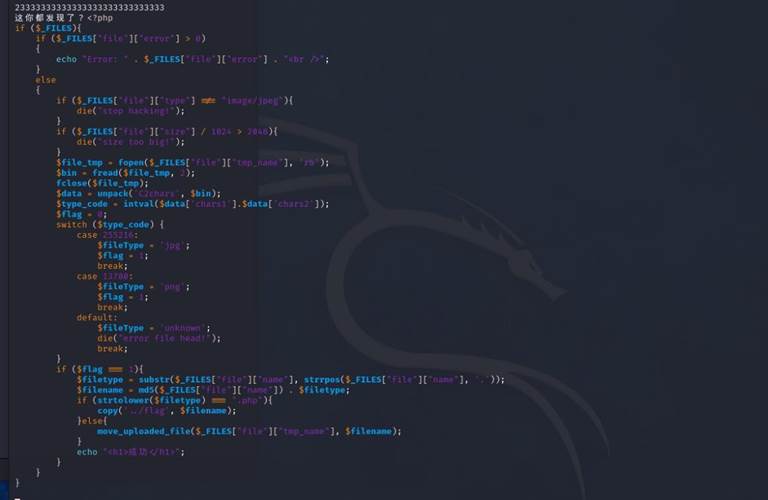 2333333333333333333333333333333
这你都发现了？<?php
if ($_FILES){
    if ($_FILES["file"]["error"] > 0)
    {
        echo "Error: " . $_FILES["file"]["error"] . "<br />";
    }
    else
    {
        if ($_FILES["file"]["type"] !== "image/jpeg"){
            die("stop hacking!");
        }
        if ($_FILES["file"]["size"] / 1024 > 2048){
            die("size too big!");
        }
        $file_tmp = fopen($_FILES["file"]["tmp_name"], 'rb');
        $bin = fread($file_tmp, 2);
        fclose($file_tmp);
        $data = unpack('C2chars', $bin);
        $type_code = intval($data['chars1'].$data['chars2']);
        $flag = 0;
        switch ($type_code) {
            case 255216:
                $fileType = 'jpg';
                $flag = 1;
                break;
            case 13780:
                $fileType = 'png';
                $flag = 1;
                break;
            default:
                $fileType = 'unknown';
                die("error file head!");
                break;
        }
        if ($flag === 1){
            $filetype = substr($_FILES["file"]["name"], strrpos($_FILES["file"]["name"], '.'));
            $filename = md5($_FILES["file"]["name"]) . $filetype;
            if (strtolower($filetype) === ".php"){
                copy('../flag', $filename);
            }else{
                move_uploaded_file($_FILES["file"]["tmp_name"], $filename);
            }
            echo "<h1>成功</h1>";
        }
    }
}